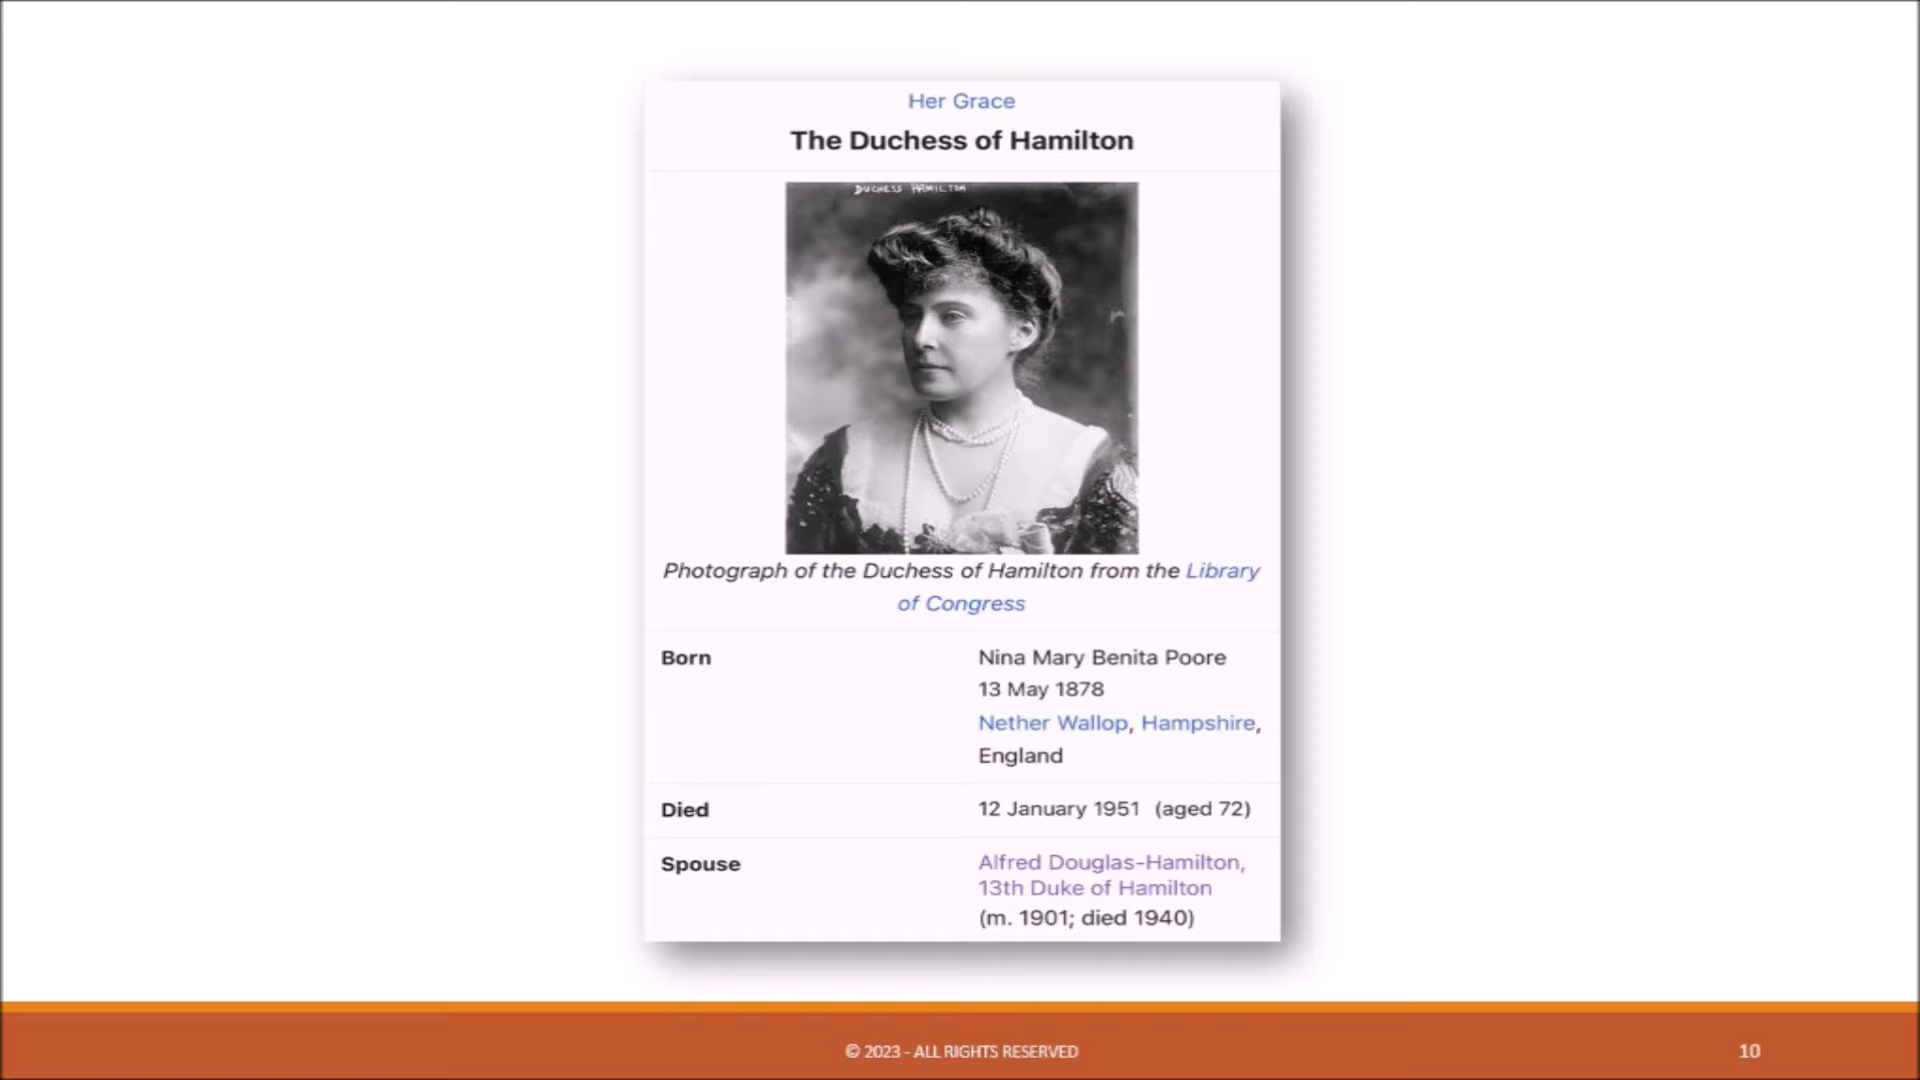 Her Grace
The Duchess of Hamilton
DUCHESS HAMILTON
Photograph of the Duchess of Hamilton from the Library
of Congress
Born
Nina Mary Benita Poore
13 May 1878
Nether Wallop, Hampshire,
England
Died
12 January 1951 (aged 72)
Spouse
Alfred Douglas-Hamilton,
13th Duke of Hamilton
(m. 1901; died 1940)
© 2023 - ALL RIGHTS RESERVED
10